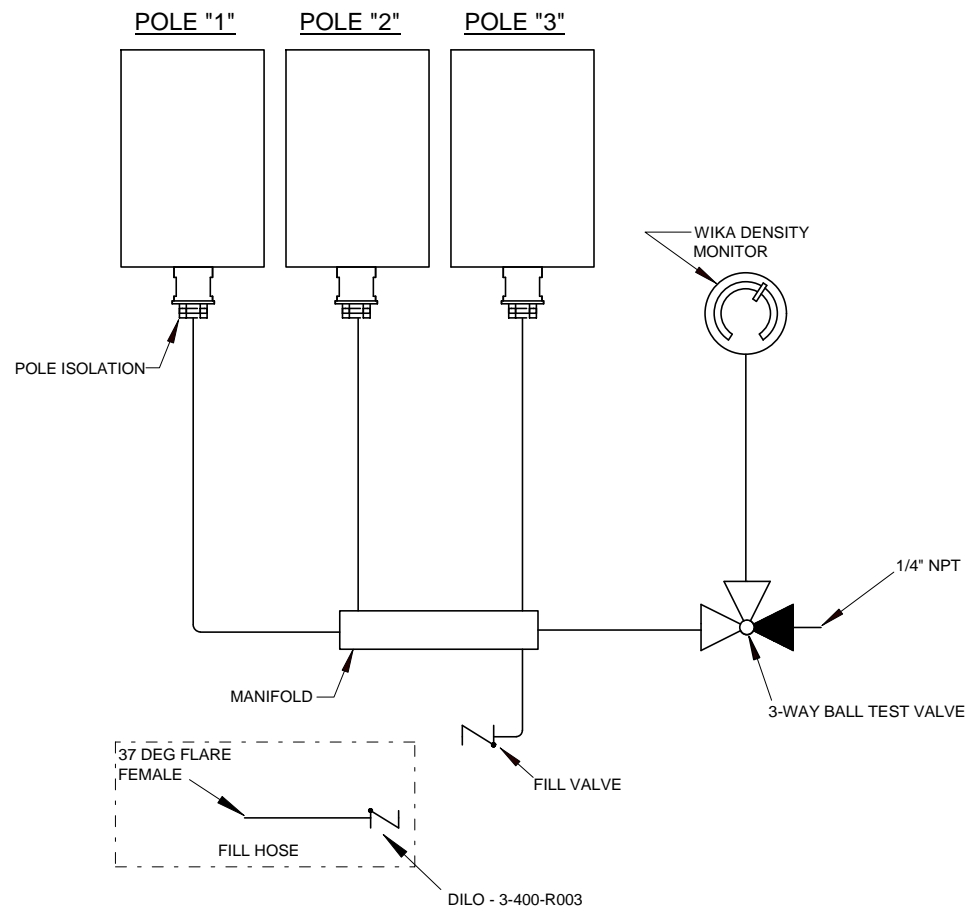 POLE "1"
POLE "2"
POLE "3"
WIKA DENSITY
MONITOR
POLE ISOLATION
1/4" NPT
MANIFOLD
3-WAY BALL TEST VALVE
37 DEG FLARE
FEMALE
FILL VALVE
FILL HOSE
DILO - 3-400-R003